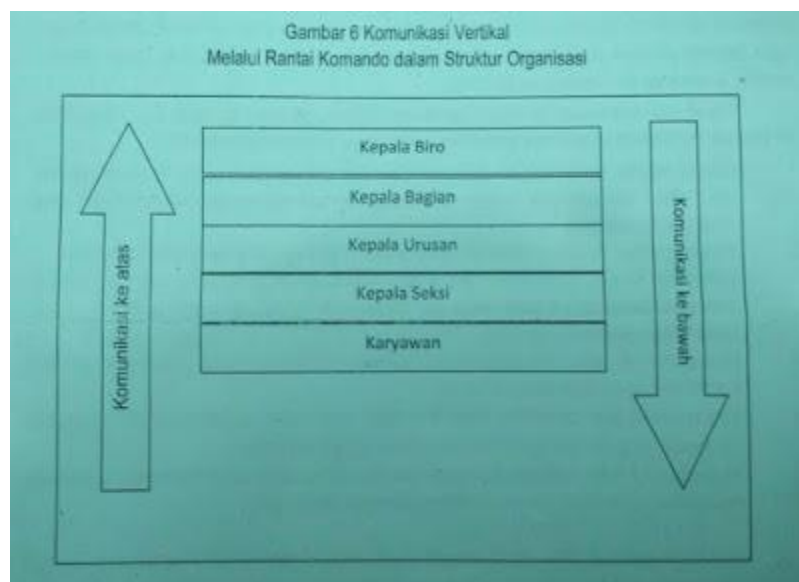 Gambar 6 Komunikasi Vertikal
Melalui Rantai Komando dalam Struktur Organisasi
Komunikasi ke atas
Kepala Biro
Kepala Bagian
Kepala Urusan
Kepala Seksi
Karyawan
Komunikasi ke bawah